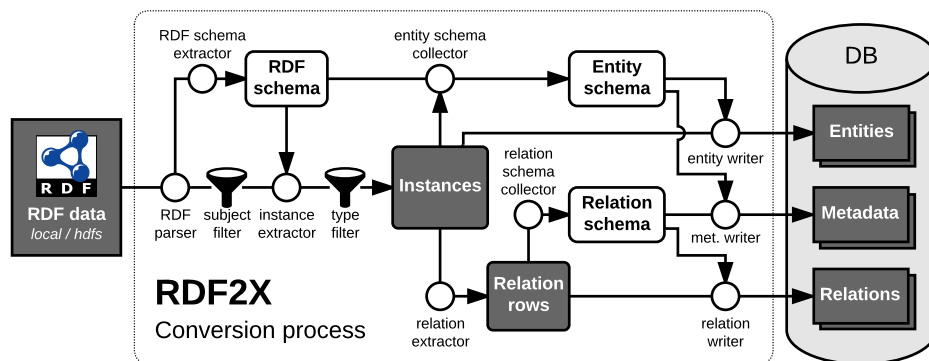 RDF schema
extractor
RDF
schema
entity schema
collector
Entity
schema
DB
Entities
entity writer
RDF
RDF data
local / hdfs
RDF
parser
subject
filter
instance
extractor
type
filter
Instances
relation
schema
collector
Relation
schema
met. writer
Metadata
RDF2X
Conversion process
relation
extractor
Relation
rows
relation
writer
Relations